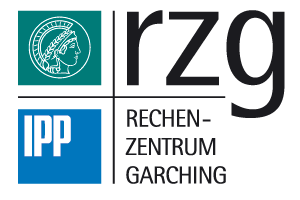 rzg
IPP
RECHEN-
ZENTRUM
GARCHING